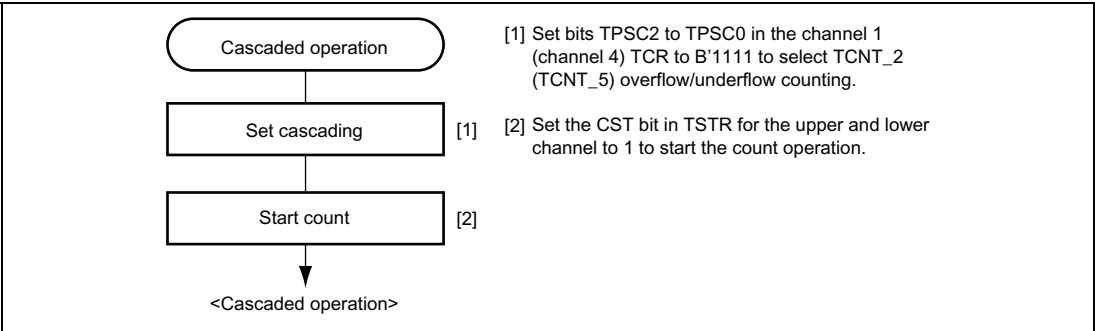 Cascaded operation
Set cascading
[1]
Start count
[2]
<Cascaded operation>
[1] Set bits TPSC2 to TPSC0 in the channel 1
(channel 4) TCR to B'1111 to select TCNT_2
(TCNT_5) overflow/underflow counting.
[2] Set the CST bit in TSTR for the upper and lower
channel to 1 to start the count operation.